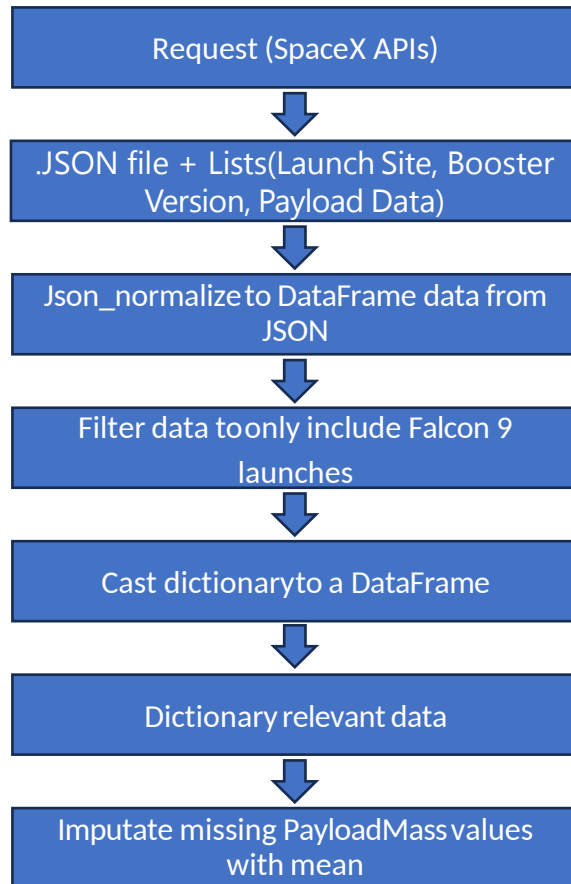 Request (SpaceX APIs)
.JSON file + Lists(Launch Site, Booster
Version, Payload Data)
Json_normalize to DataFrame data from
JSON
Filter data to only include Falcon 9
launches
Cast dictionary to a DataFrame
Dictionary relevant data
Imputate missing PayloadMass values
with mean